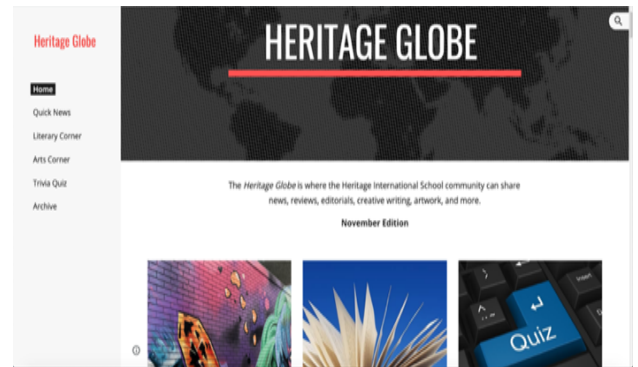 Heritage Globe
Home
Quick News
Literary Corner
Arts Corner
Trivia Quiz
Archive
HERITAGE GLOBE
The Heritage Globe is where the Heritage International School community can share
news, reviews, editorials, creative writing, artwork, and more.
November Edition
Insert
Quiz